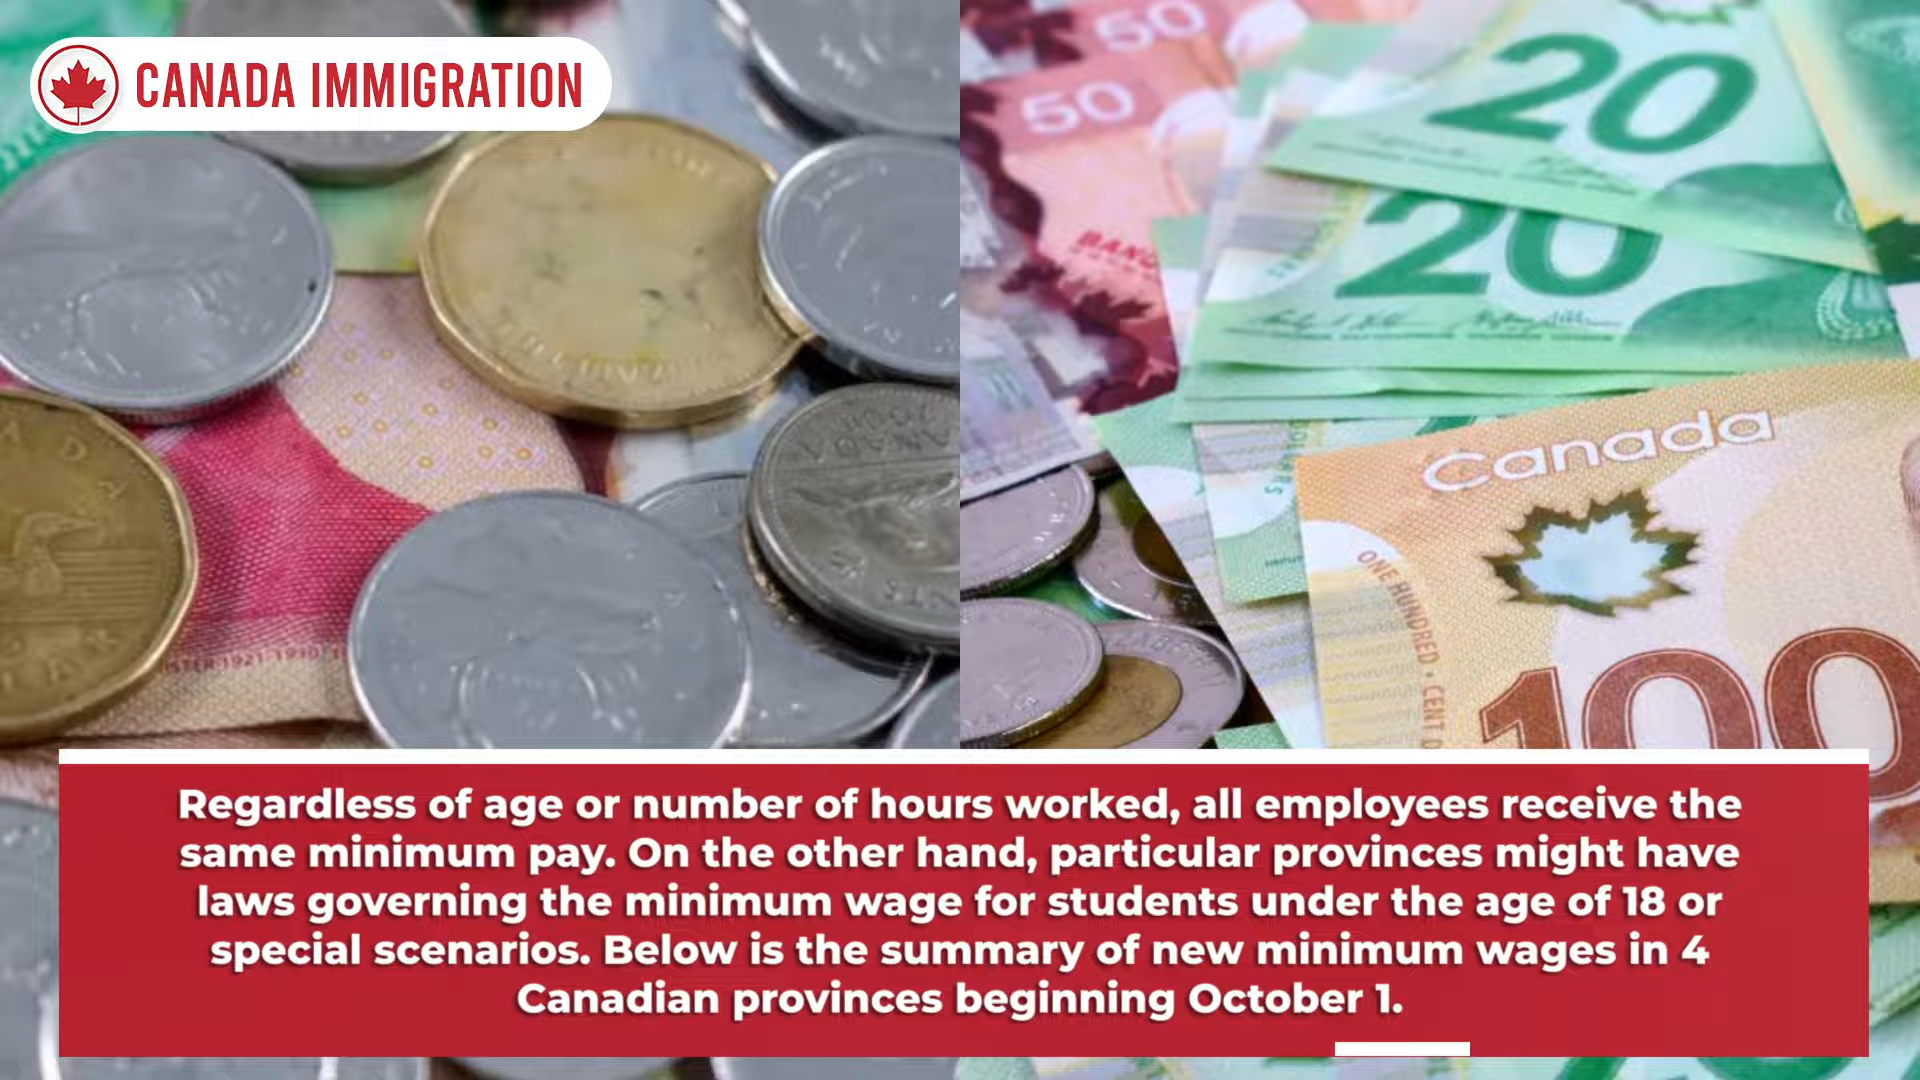 CANADA IMMIGRATION
50
50
20
20
BANQ
Canada
ONE HUNDRED • CENT D
100
CANADA
Regardless of age or number of hours worked, all employees receive the
same minimum pay. On the other hand, particular provinces might have
laws governing the minimum wage for students under the age of 18 or
special scenarios. Below is the summary of new minimum wages in 4
Canadian provinces beginning October 1.